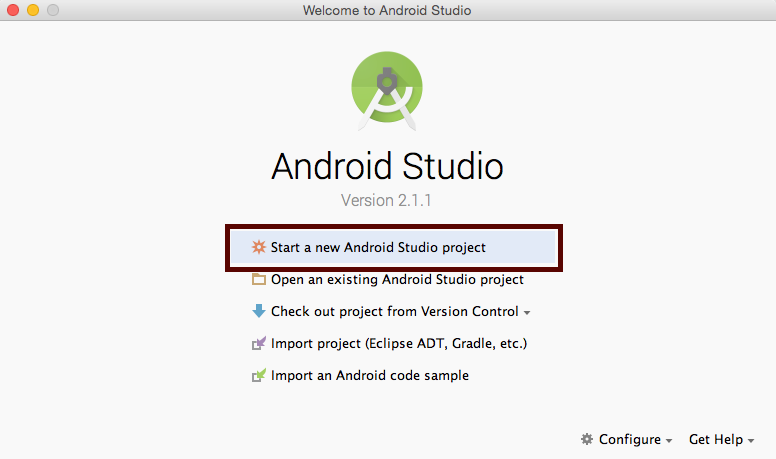 Welcome to Android Studio
Android Studio
Version 2.1.1
Start a new Android Studio project
Open an existing Android Studio project
Check out project from Version Control
Import project (Eclipse ADT, Gradle, etc.)
Import an Android code sample
Configure
Get Help